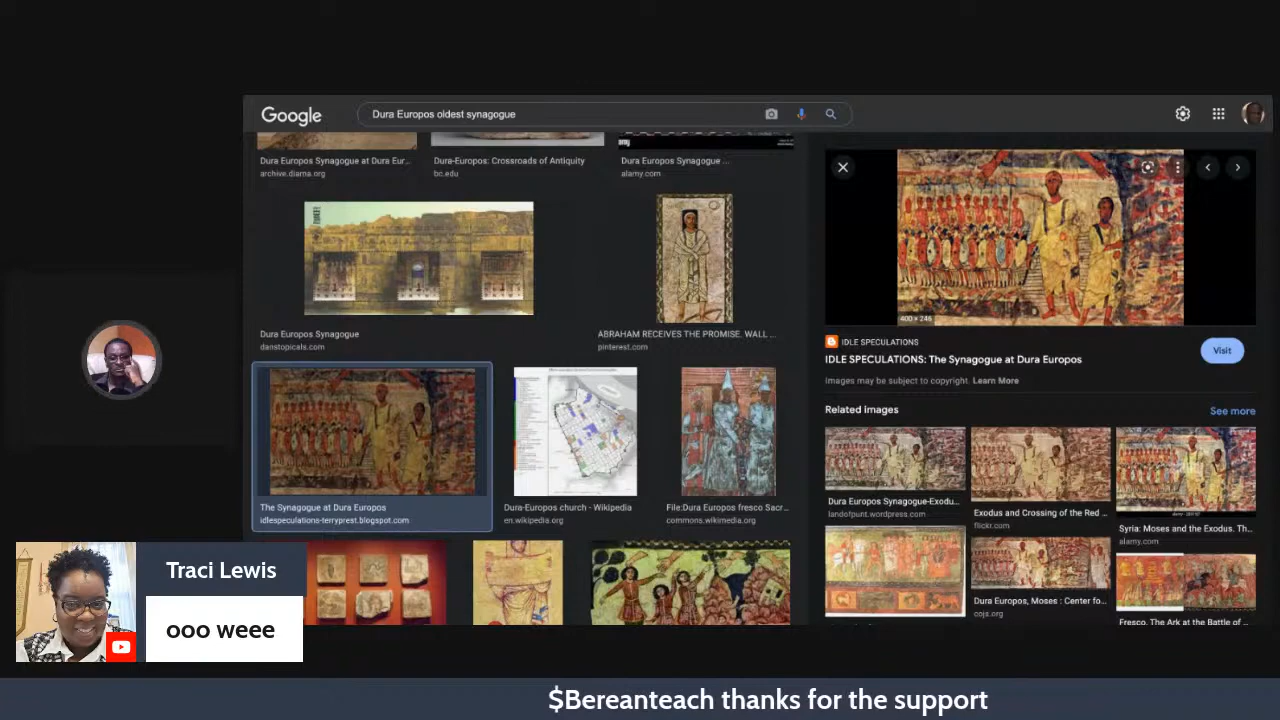 Google
Dura Europos oldest synagogue
Dura Europos Synagogue at Dura Eur...
archive.diama.org
Dura-Europos: Crossroads of Antiquity
bc.edu
Dura Europos Synagogue ...
alamy.com
Dura Europos Synagogue
danstopicals.com
ABRAHAM RECEIVES THE PROMISE. WALL ...
pinterest.com
The Synagogue at Dura Europos
idlespeculations-terryprest.blogspot.com
Dura-Europos church - Wikipedia
en.wikipedia.org
File:Dura Europos fresco Sacr...
commons.wikimedia.org
400 × 246
IDLE SPECULATIONS
IDLE SPECULATIONS: The Synagogue at Dura Europos
Visit
Images may be subject to copyright. Learn More
Related images
See more
Dura Europos Synagogue-Exodu...
landofpunt.wordpress.com
Exodus and Crossing of the Red ...
flickr.com
Syria: Moses and the Exodus. Th...
alamy.com
Dura Europos, Moses : Center fo...
cojs.org
Fresco. The Ark at the Battle of ...
Traci Lewis
ooo weee
$Bereanteach thanks for the support